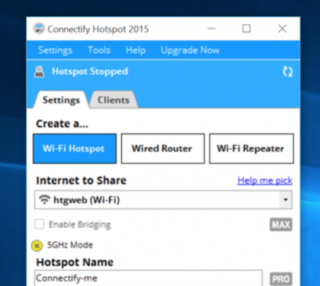 Connectify Hotspot 2015
Settings Tools Help Upgrade Now
Hotspot Stopped
Settings Clients
Create a...
Wi-Fi Hotspot Wired Router Wi-Fi Repeater
Internet to Share Help me pick
htgweb (Wi-Fi)
Enable Bridging MAX
5GHz Mode
Hotspot Name
Connectify-me PRO